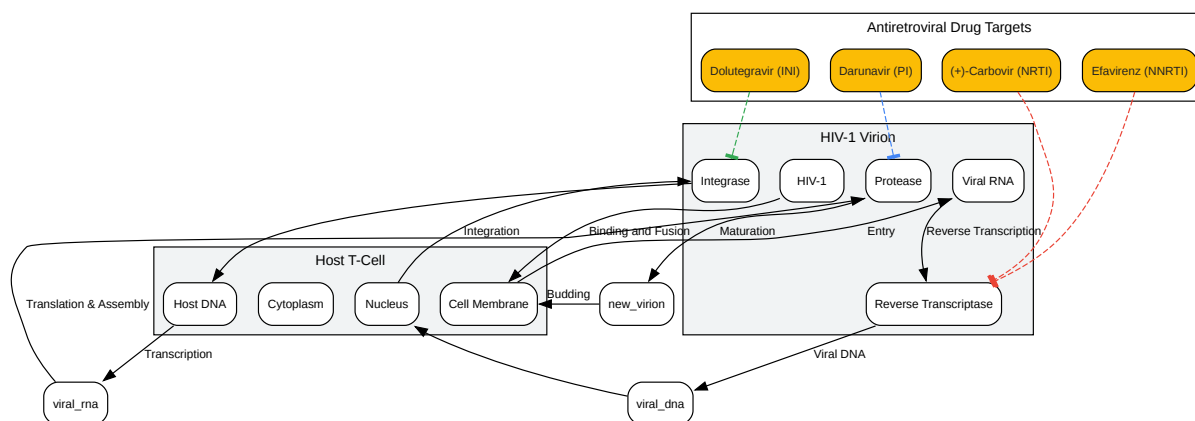 Antiretroviral Drug Targets
Dolutegravir (INI)
Darunavir (PI)
(+)-Carbovir (NRTI)
Efavirenz (NNRTI)
HIV-1 Virion
Integrase
HIV-1
Protease
Viral RNA
Integration
Binding and Fusion
Maturation
Entry
Reverse Transcription
Host T-Cell
Host DNA
Cytoplasm
Nucleus
Cell Membrane
Budding
new_virion
Reverse Transcriptase
Translation & Assembly
Transcription
Viral DNA
viral_rna
viral_dna